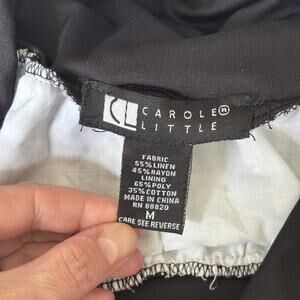 CL CAROLE®
LITTLE
FABRIC
55% LINEN
45% RAYON
LINING
65% POLY
35% COTTON
MADE IN CHINA
RN 88820
M
CARE SEE REVERSE